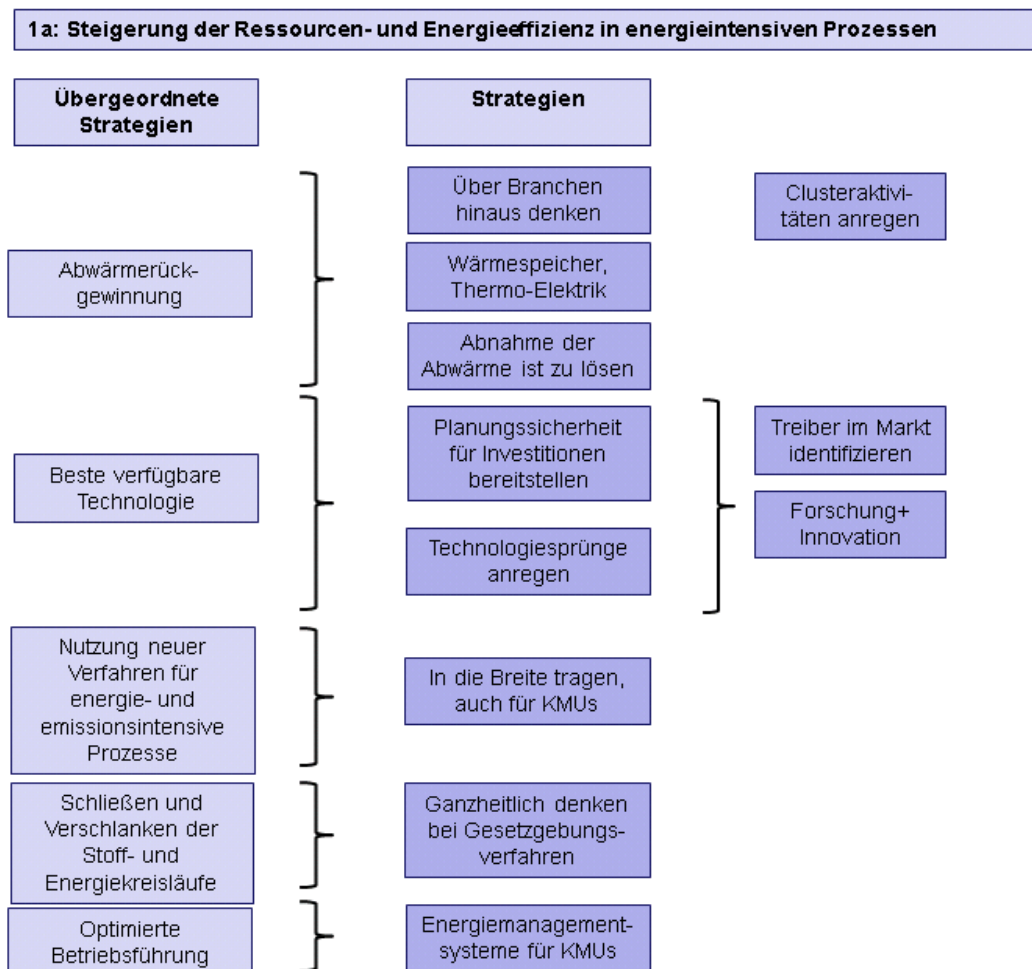 1a: Steigerung der Ressourcen- und Energieeffizienz in energieintensiven Prozessen
Übergeordnete
Strategien
Strategien
Abwärmerück-
gewinnung
Über Branchen
hinaus denken
Clusteraktivi-
täten anregen
Wärmespeicher,
Thermo-Elektrik
Abnahme der
Abwärme ist zu lösen
Beste verfügbare
Technologie
Planungssicherheit
für Investitionen
bereitstellen
Technologiesprünge
anregen
Treiber im Markt
identifizieren
Forschung+
Innovation
Nutzung neuer
Verfahren für
energie- und
emissionsintensive
Prozesse
In die Breite tragen,
auch für KMUs
Schließen und
Verschlanken der
Stoff- und
Energiekreisläufe
Ganzheitlich denken
bei Gesetzgebungs-
verfahren
Optimierte
Betriebsführung
Energiemanagement-
systeme für KMUs